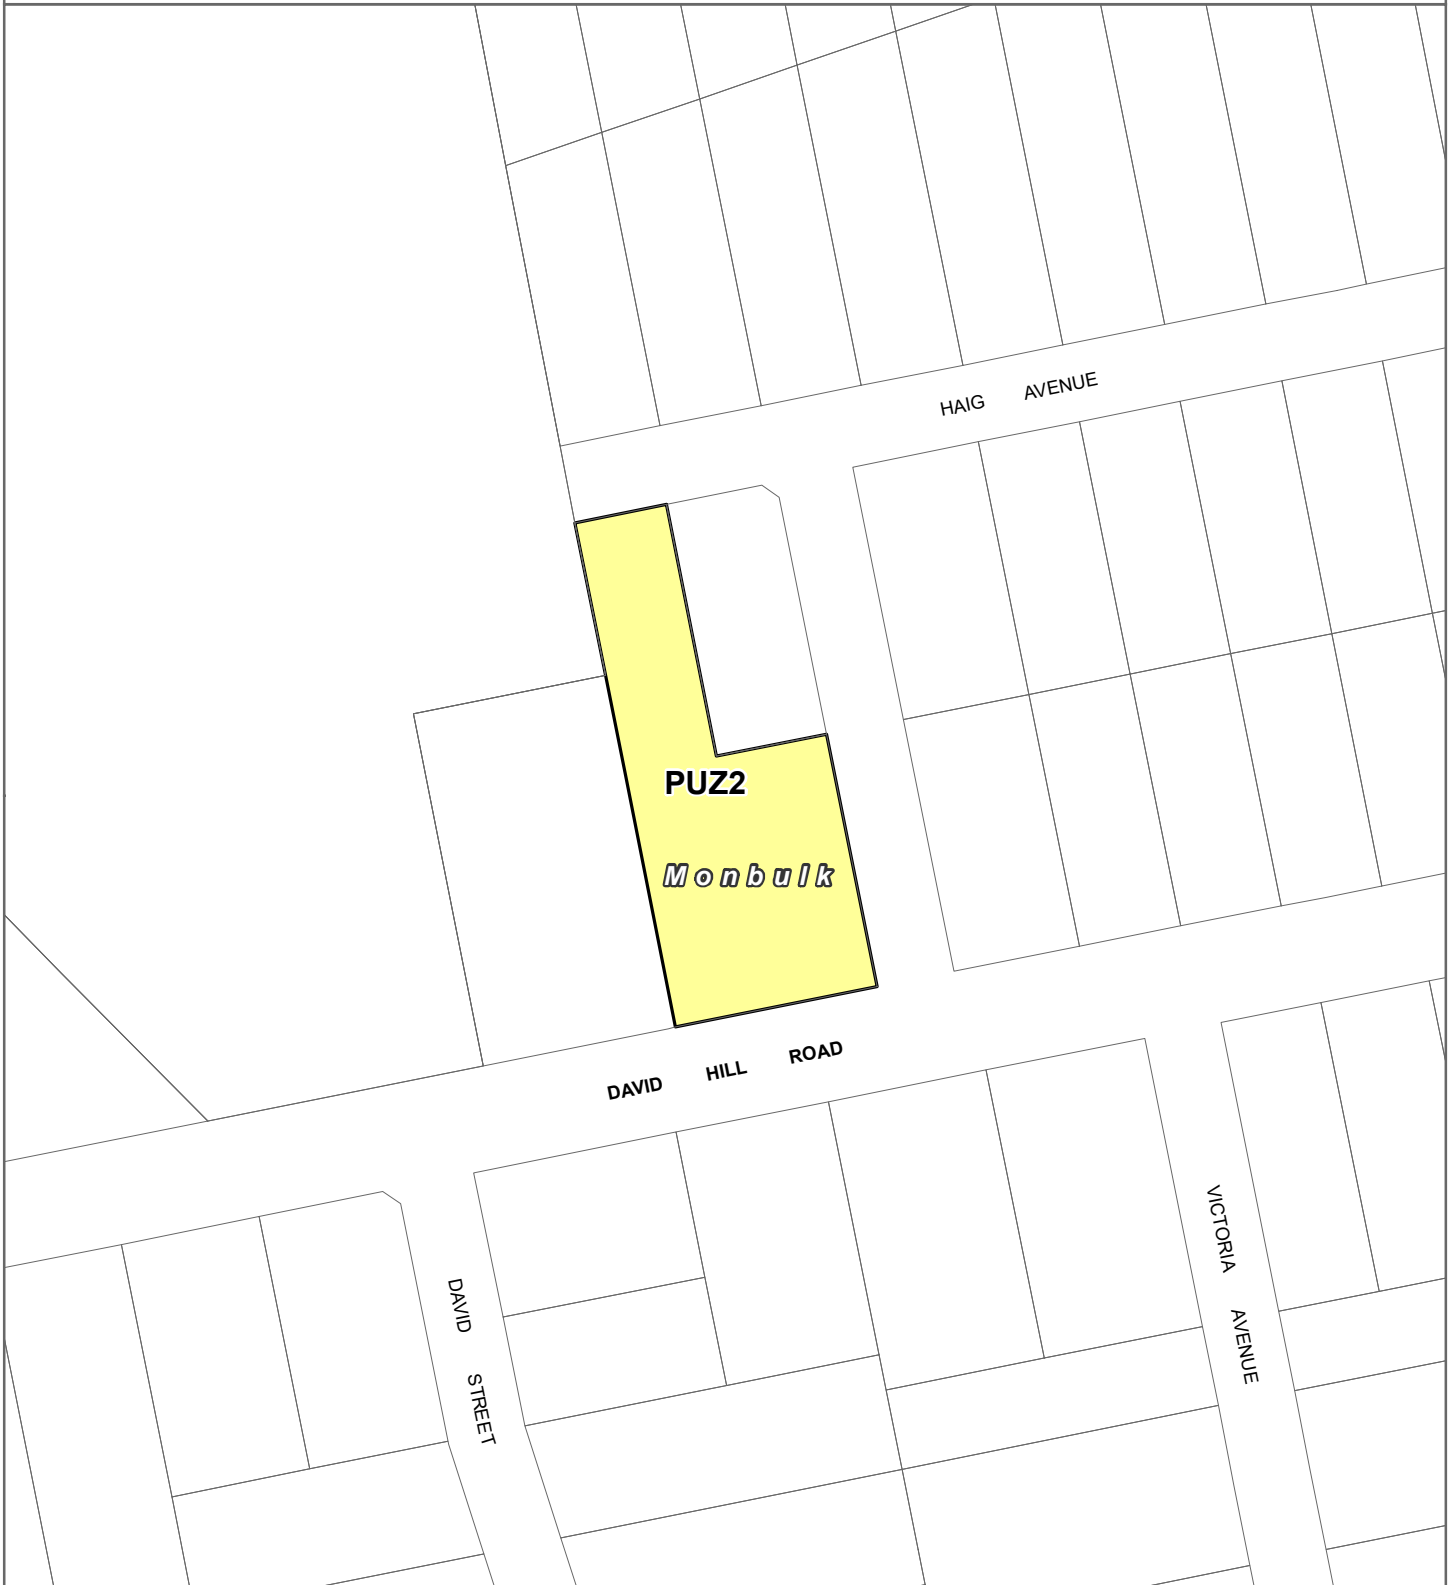 HAIG AVENUE
PUZ2
Monbulk
DAVID HILL ROAD
VICTORIA AVENUE
DAVID STREET